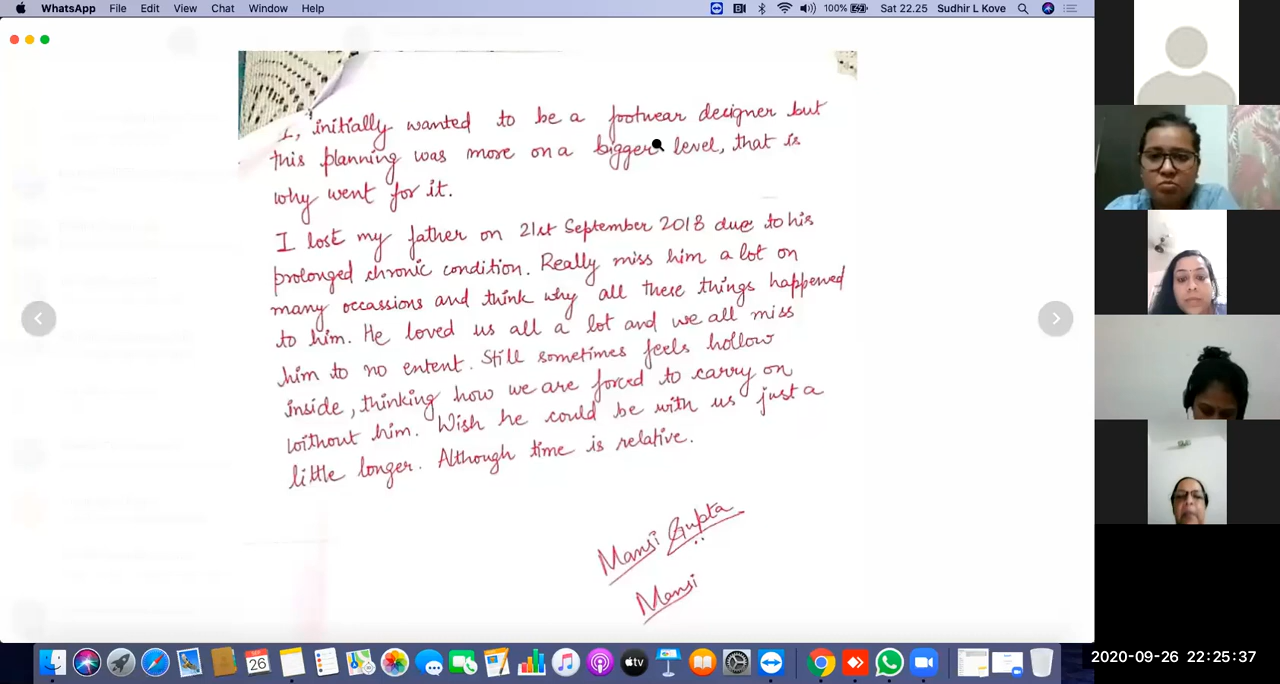 WhatsApp File Edit View Chat Window Help 100% Sat 22.25 Sudhir L Kove
I, initially wanted to be a footwear designer but
this planning was more on a bigger level, that is
why went for it.
I lost my father on 21st September 2018 due to his
prolonged chronic condition. Really miss him a lot on
many occassions and think why all these things happened
to him. He loved us all a lot and we all miss
him to no entent. Still sometimes feels hollow
inside, thinking how we are forced to carry on
without him. Wish he could be with us just a
little longer. Although time is relative.
Mansi Gupta
Mansi
SEP
26
tv
2020-09-26 22:25:37